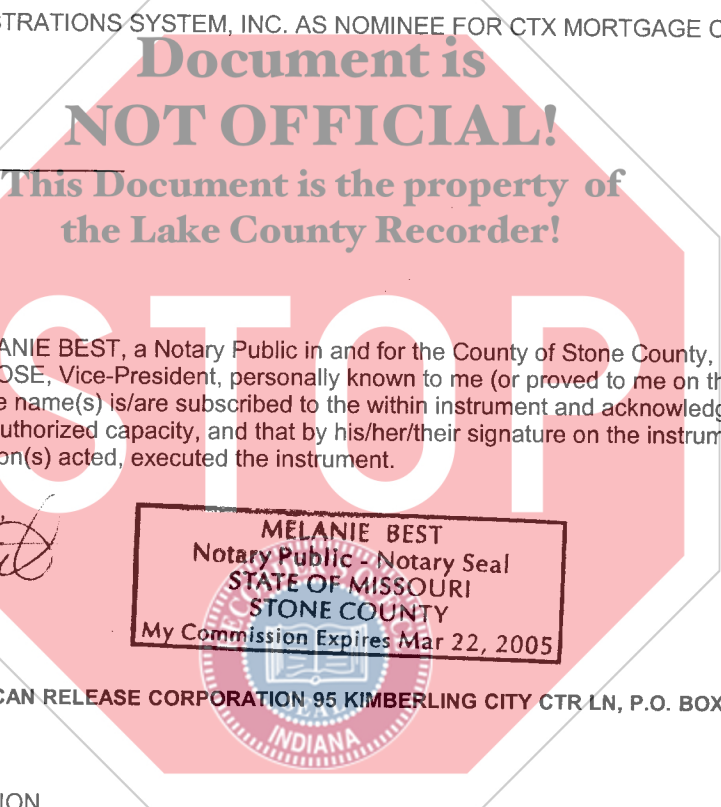 STRATIONS SYSTEM, INC. AS NOMINEE FOR CTX MORTGAGE C
Document is
NOT OFFICIAL!
This Document is the property of
the Lake County Recorder!
STOP
ANIE BEST, a Notary Public in and for the County of Stone County,
OSE, Vice-President, personally known to me (or proved to me on th
e name(s) is/are subscribed to the within instrument and acknowledg
uthorized capacity, and that by his/her/their signature on the instrum
on(s) acted, executed the instrument.
MELANIE BEST
Notary Public - Notary Seal
STATE OF MISSOURI
STONE COUNTY
My Commission Expires Mar 22, 2005
RECORDER'S OFFICE
SEAL
INDIANA
CAN RELEASE CORPORATION 95 KIMBERLING CITY CTR LN, P.O. BOX
ION